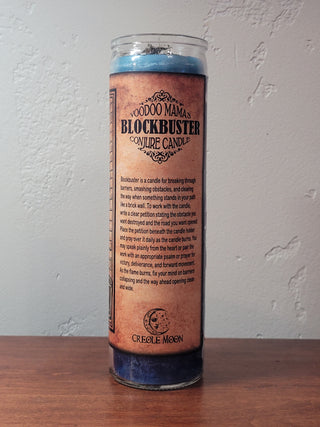 VOODOO MAMA'S
BLOCKBUSTER
CONJURE CANDLE
Blockbuster is a candle for breaking through
barriers, smashing obstacles, and clearing
the way when something stands in your path
like a brick wall. To work with the candle,
write a clear petition stating the obstacle you
want destroyed and the road you want opened.
Place the petition beneath the candle holder
and pray over it daily as the candle burns. You
may speak plainly from the heart or pair the
work with an appropriate psalm or prayer for
victory, deliverance, and forward movement.
As the flame burns, fix your mind on barriers
collapsing and the way ahead opening clear
and wide.
CREOLE MOON